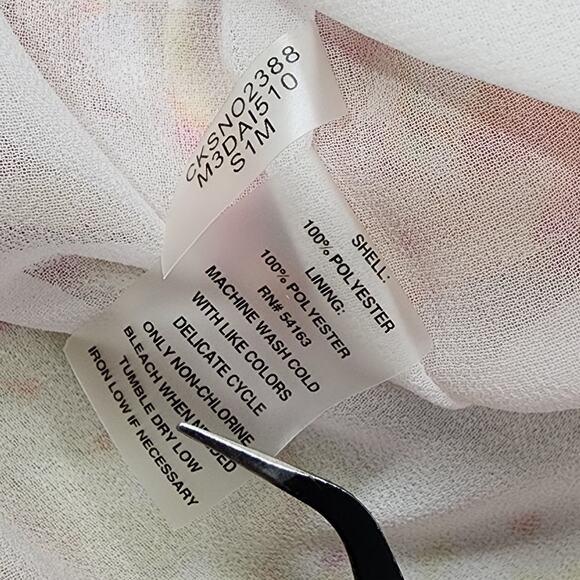 CKSNO2388
M3DAI510
S1M
SHELL:
100% POLYESTER
LINING:
100% POLYESTER
RN# 54163
MACHINE WASH COLD
WITH LIKE COLORS
DELICATE CYCLE
ONLY NON-CHLORINE
BLEACH WHEN NEEDED
TUMBLE DRY LOW
IRON LOW IF NECESSARY